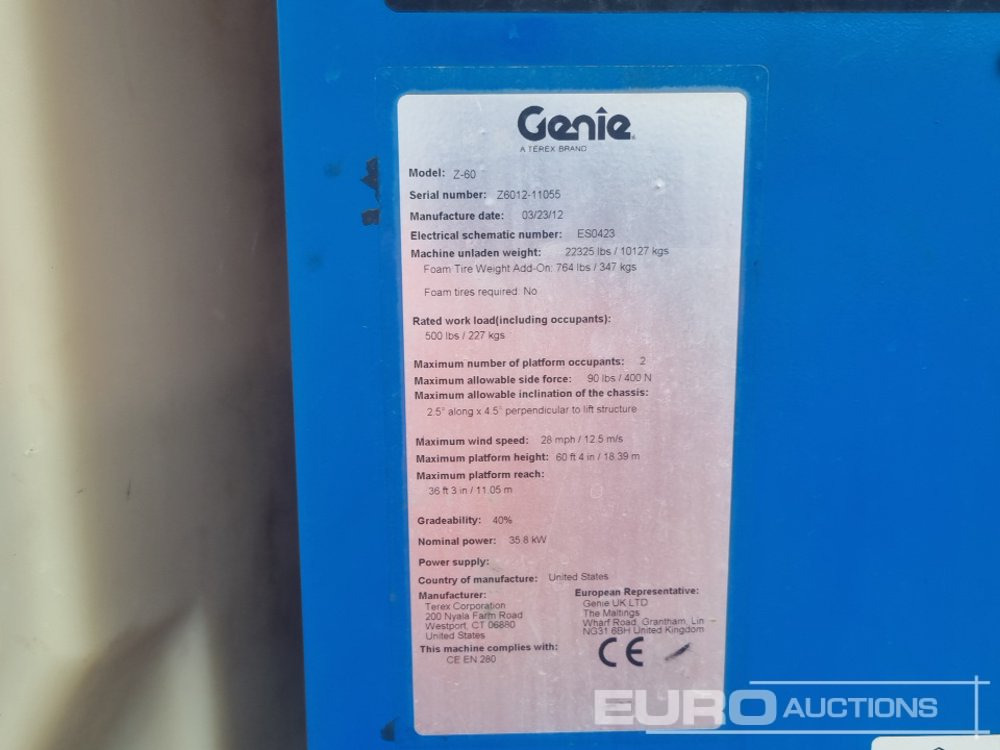 Genie
A TEREX BRAND
Model: Z-60
Serial number: Z6012-11055
Manufacture date: 03/23/12
Electrical schematic number: ES0423
Machine unladen weight: 22325 lbs / 10127 kgs
Foam Tire Weight Add-On: 764 lbs / 347 kgs
Foam tires required: No
Rated work load(including occupants):
500 lbs / 227 kgs
Maximum number of platform occupants: 2
Maximum allowable side force: 90 lbs / 400 N
Maximum allowable inclination of the chassis:
2.5° along x 4.5° perpendicular to lift structure
Maximum wind speed: 28 mph / 12.5 m/s
Maximum platform height: 60 ft 4 in / 18.39 m
Maximum platform reach:
36 ft 3 in / 11.05 m
Gradeability: 40%
Nominal power: 35.8 kW
Power supply:
Country of manufacture: United States
Manufacturer:
Terex Corporation
200 Nyala Farm Road
Westport, CT 06880
United States
European Representative:
Genie UK LTD
The Maltings
Wharf Road, Grantham, Lin
NG31 6BH United Kingdom
This machine complies with:
CE EN 280
CE
EURO AUCTIONS